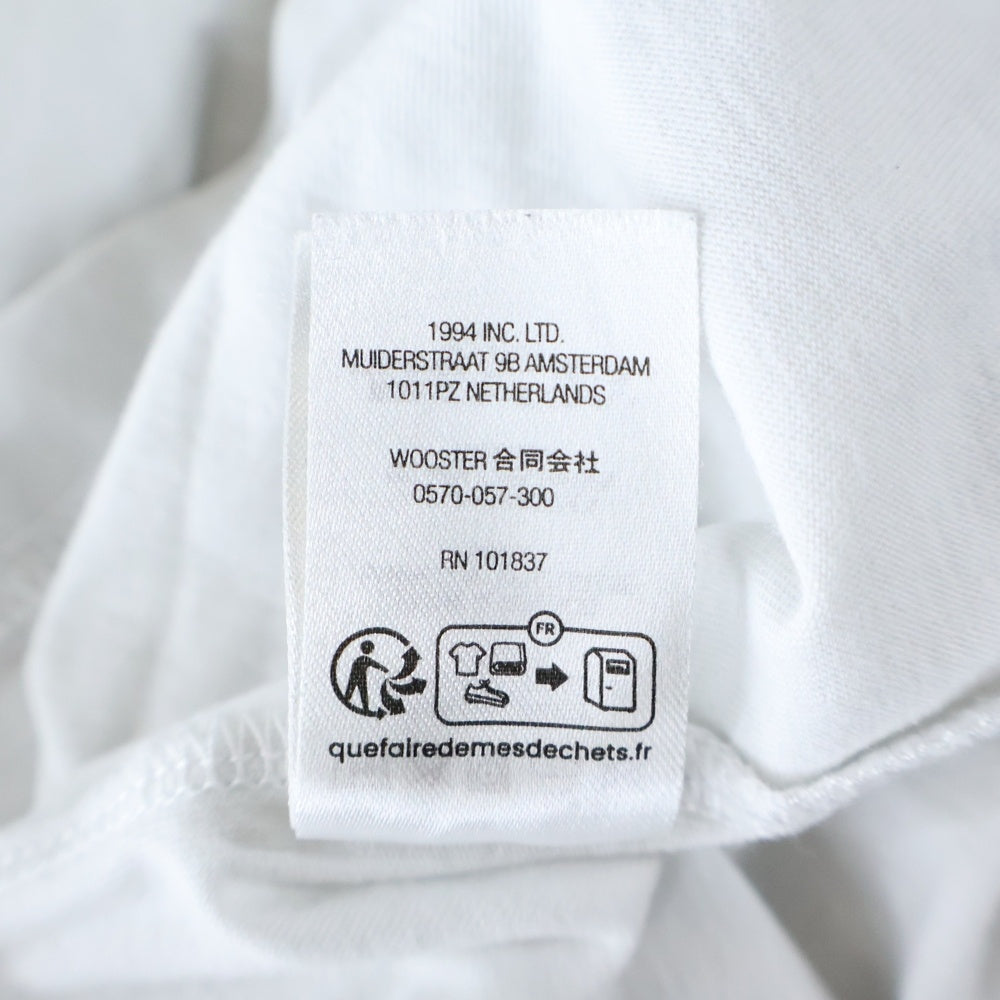 1994 INC. LTD.
MUIDERSTRAAT 9B AMSTERDAM
1011PZ NETHERLANDS
WOOSTER 合同会社
0570-057-300
RN 101837
FR
quefairedemesdechets.fr